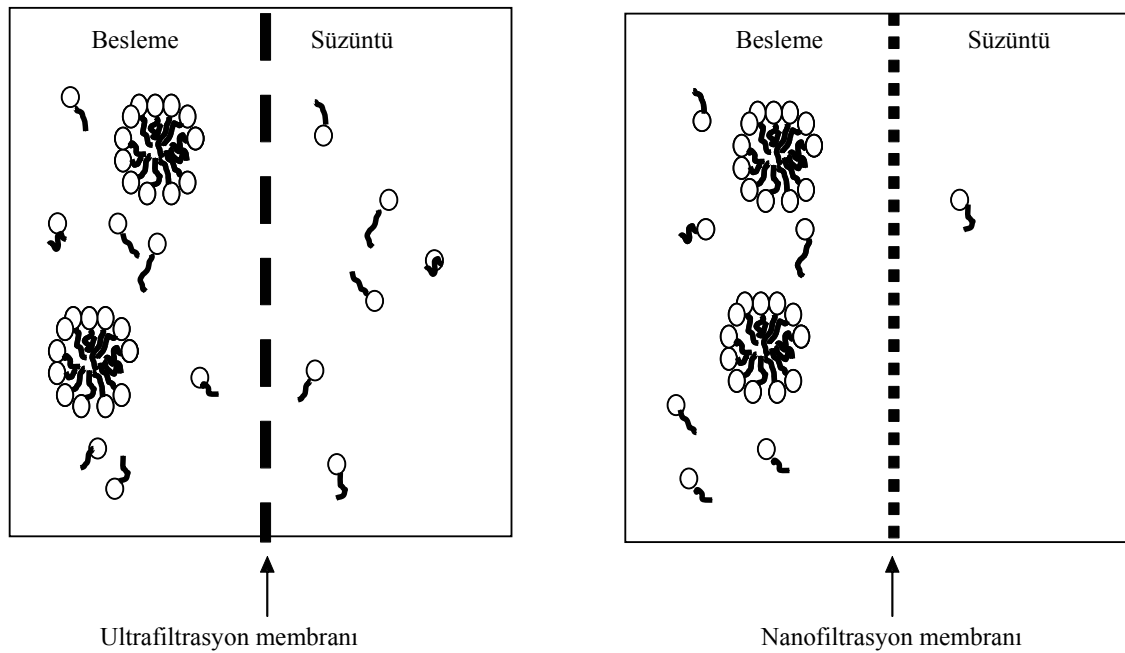 Besleme
Süzüntü
Ultrafiltrasyon membranı
Besleme
Süzüntü
Nanofiltrasyon membranı